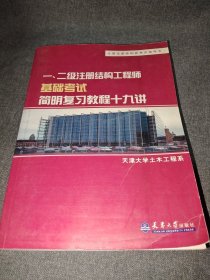 一、二级注册结构工程师
基础考试
简明复习教程十九讲
天津大学土木工程系
天津大学出版社